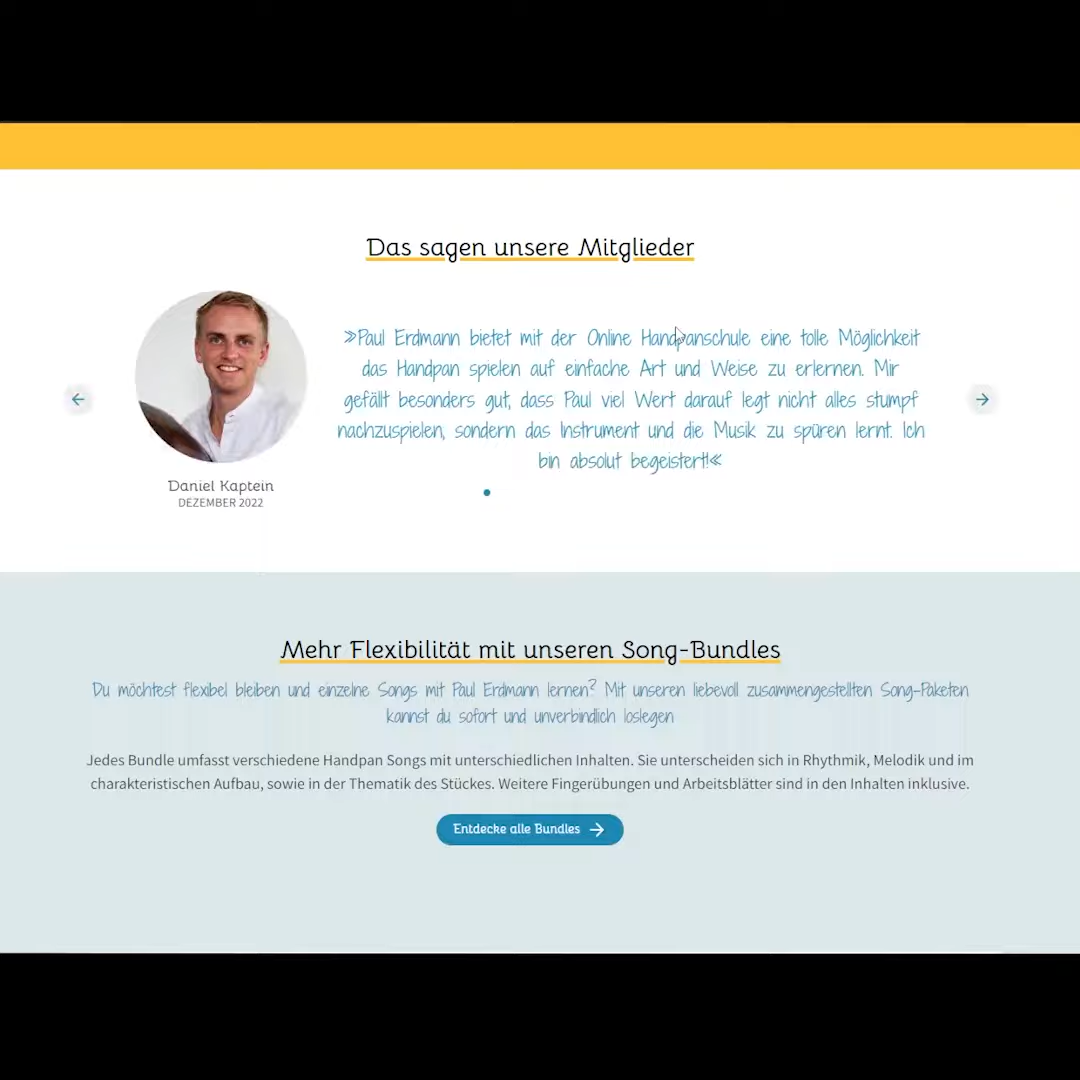 Das sagen unsere Mitglieder
»Paul Erdmann bietet mit der Online Handpanschule eine tolle Möglichkeit
das Handpan spielen auf einfache Art und Weise zu erlernen. Mir
gefällt besonders gut, dass Paul viel Wert darauf legt nicht alles stumpf
nachzuspielen, sondern das Instrument und die Musik zu spüren lernt. Ich
bin absolut begeistert!«
Daniel Kaptein
DEZEMBER 2022
Mehr Flexibilität mit unseren Song-Bundles
Du möchtest flexibel bleiben und einzelne Songs mit Paul Erdmann lernen? Mit unseren liebevoll zusammengestellten Song-Paketen
kannst du sofort und unverbindlich loslegen
Jedes Bundle umfasst verschiedene Handpan Songs mit unterschiedlichen Inhalten. Sie unterscheiden sich in Rhythmik, Melodik und im
charakteristischen Aufbau, sowie in der Thematik des Stückes. Weitere Fingerübungen und Arbeitsblätter sind in den Inhalten inklusive.
Entdecke alle Bundles